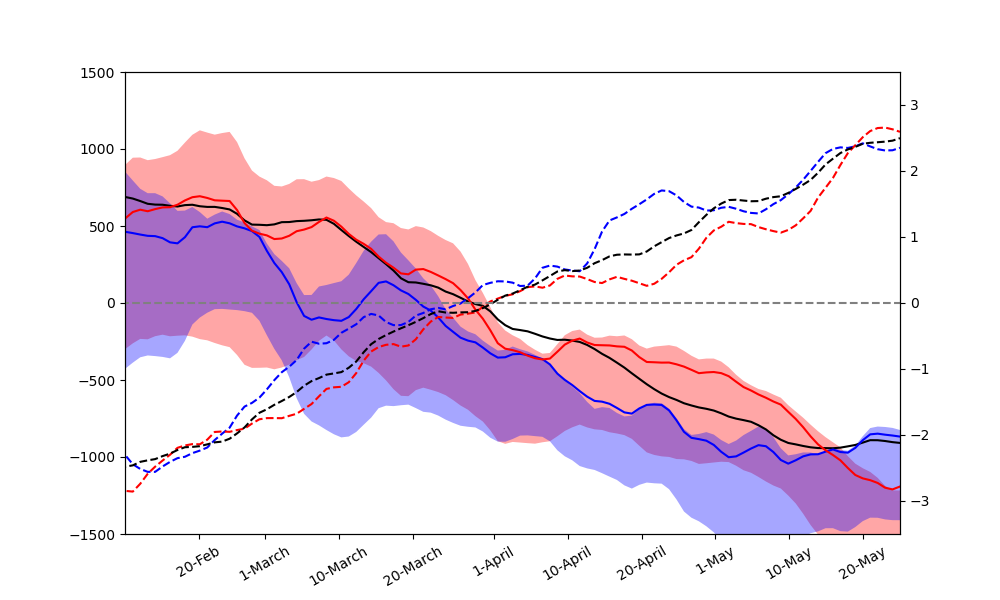 1500
1000
500
0
−500
−1000
−1500
3
2
1
0
−1
−2
−3
20-Feb
1-March
10-March
20-March
1-April
10-April
20-April
1-May
10-May
20-May